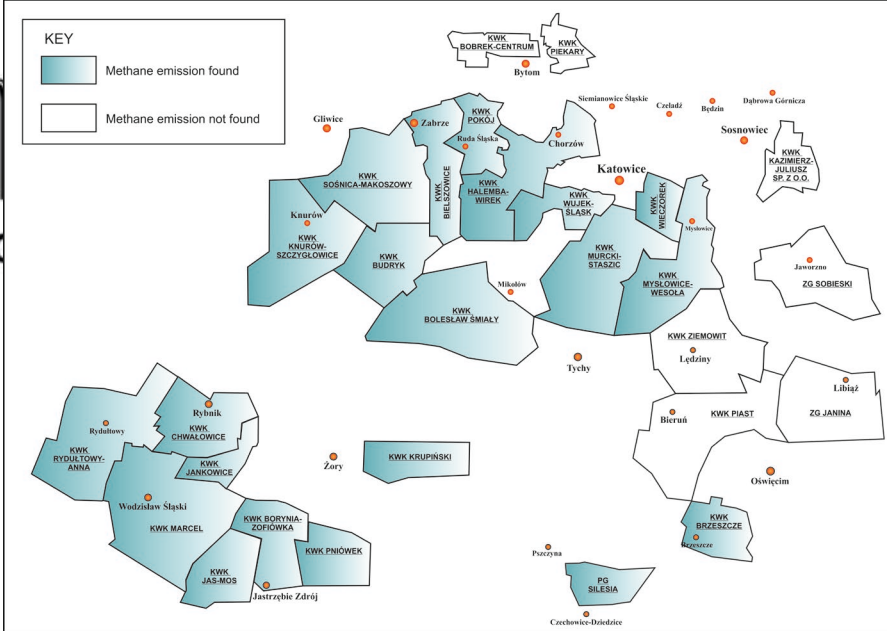 KEY
Methane emission found
Methane emission not found
KWK
BOBREK-CENTRUM
KWK
PIEKARY
Bytom
Gliwice
Zabrze
KWK
POKÓJ
Ruda Śląska
Chorzów
Siemianowice Śląskie
Czeladź
Będzin
Dąbrowa Górnicza
Sosnowiec
KWK
KAZIMIERZ-
JULIUSZ
SP. Z O.O.
Katowice
KWK
SOŚNICA-MAKOSZOWY
KWK
BIELSZOWICE
KWK
HALEMBA-
WIREK
KWK
WUJEK-
ŚLĄSK
KWK
WIECZOREK
Mysłowice
Knurów
KWK
KNURÓW-
SZCZYGŁOWICE
KWK
BUDRYK
KWK
MURCKI-
STASZIC
KWK
MYSŁOWICE-
WESOŁA
Jaworzno
ZG SOBIESKI
Mikołów
KWK
BOLESŁAW ŚMIAŁY
KWK ZIEMOWIT
Lędziny
Tychy
Libiąż
Bieruń
KWK PIAST
ZG JANINA
Rybnik
Rydułtowy
KWK
CHWAŁOWICE
KWK
RYDUŁTOWY-
ANNA
KWK
JANKOWICE
Żory
KWK KRUPIŃSKI
Oświęcim
Wodzisław Śląski
KWK MARCEL
KWK BORYNIA-
ZOFIÓWKA
KWK PNIÓWEK
KWK
JAS-MOS
Jastrzębie Zdrój
KWK
BRZESZCZE
Brzeszcze
Pszczyna
PG
SILESIA
Czechowice-Dziedzice